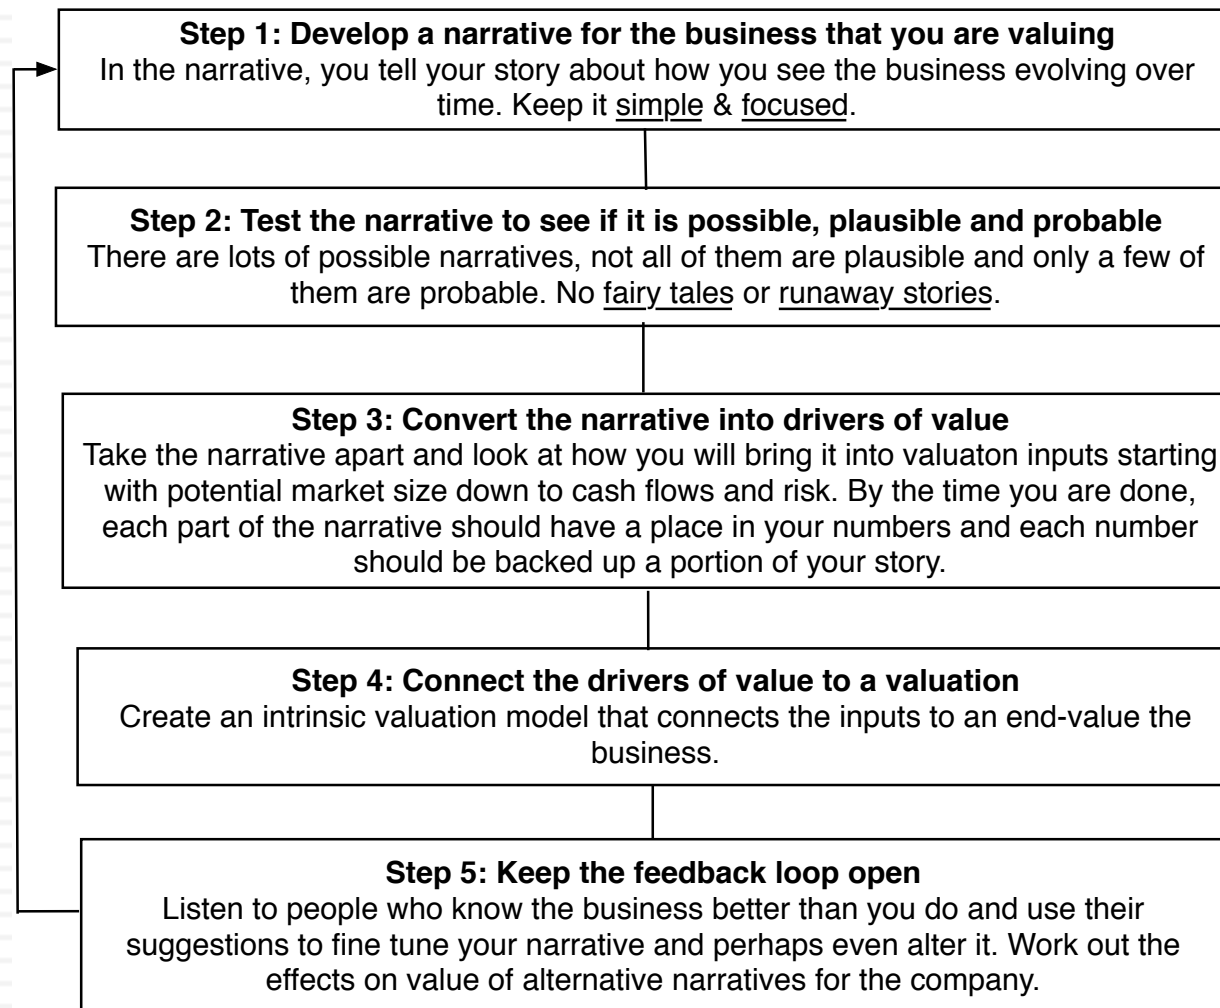 Step 1: Develop a narrative for the business that you are valuing
In the narrative, you tell your story about how you see the business evolving over
time. Keep it simple & focused.
Step 2: Test the narrative to see if it is possible, plausible and probable
There are lots of possible narratives, not all of them are plausible and only a few of
them are probable. No fairy tales or runaway stories.
Step 3: Convert the narrative into drivers of value
Take the narrative apart and look at how you will bring it into valuaton inputs starting
with potential market size down to cash flows and risk. By the time you are done,
each part of the narrative should have a place in your numbers and each number
should be backed up a portion of your story.
Step 4: Connect the drivers of value to a valuation
Create an intrinsic valuation model that connects the inputs to an end-value the
business.
Step 5: Keep the feedback loop open
Listen to people who know the business better than you do and use their
suggestions to fine tune your narrative and perhaps even alter it. Work out the
effects on value of alternative narratives for the company.